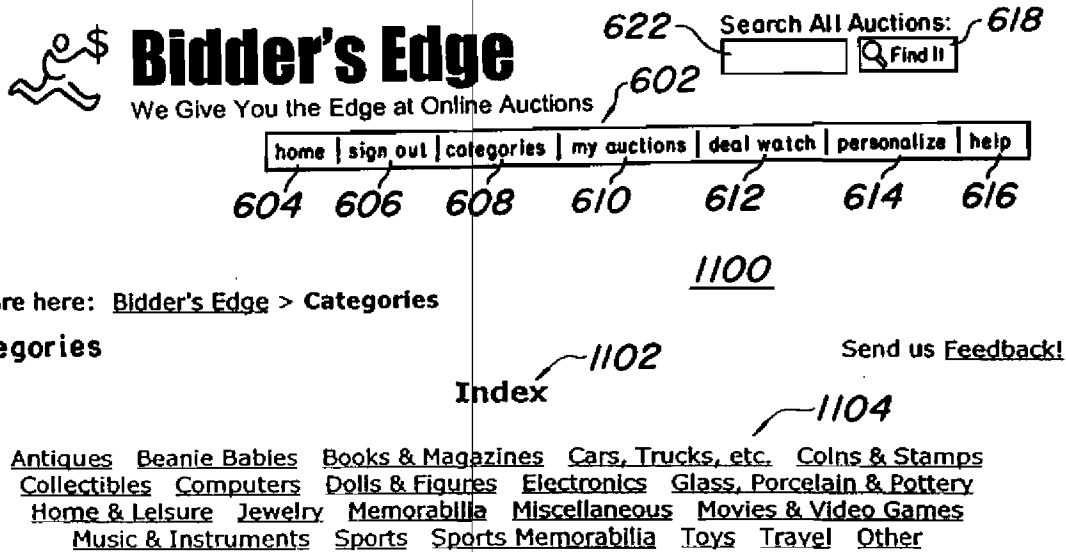 Bidder's Edge
We Give You the Edge at Online Auctions
622
Search All Auctions:
618
Find It
602
home | sign out | categories | my auctions | deal watch | personalize | help
604 606 608 610 612 614 616
1100
re here: Bidder's Edge > Categories
egories
Send us Feedback!
1102
Index
1104
Antiques Beanie Babies Books & Magazines Cars, Trucks, etc. Coins & Stamps
Collectibles Computers Dolls & Figures Electronics Glass, Porcelain & Pottery
Home & Leisure Jewelry Memorabilia Miscellaneous Movies & Video Games
Music & Instruments Sports Sports Memorabilia Toys Travel Other